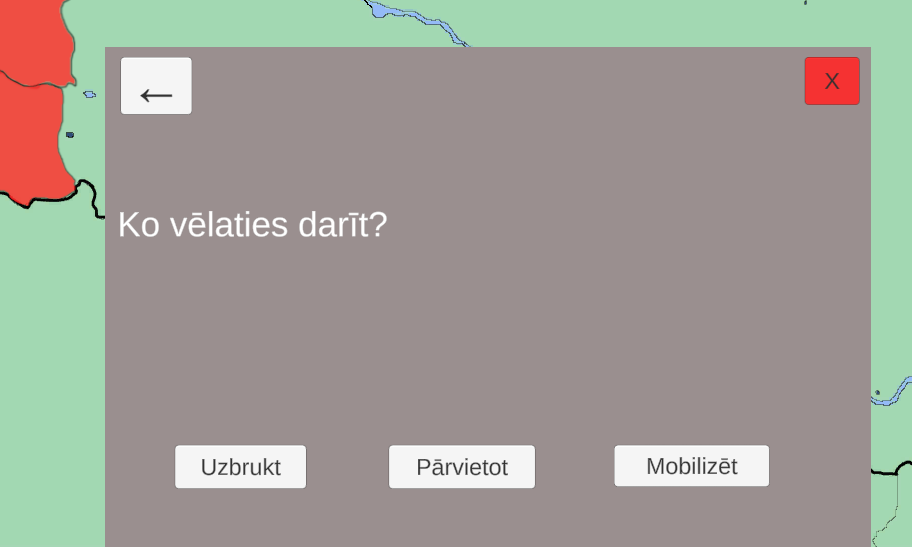 ←
X
Ko vēlaties darīt?
Uzbrukt
Pārvietot
Mobilizēt